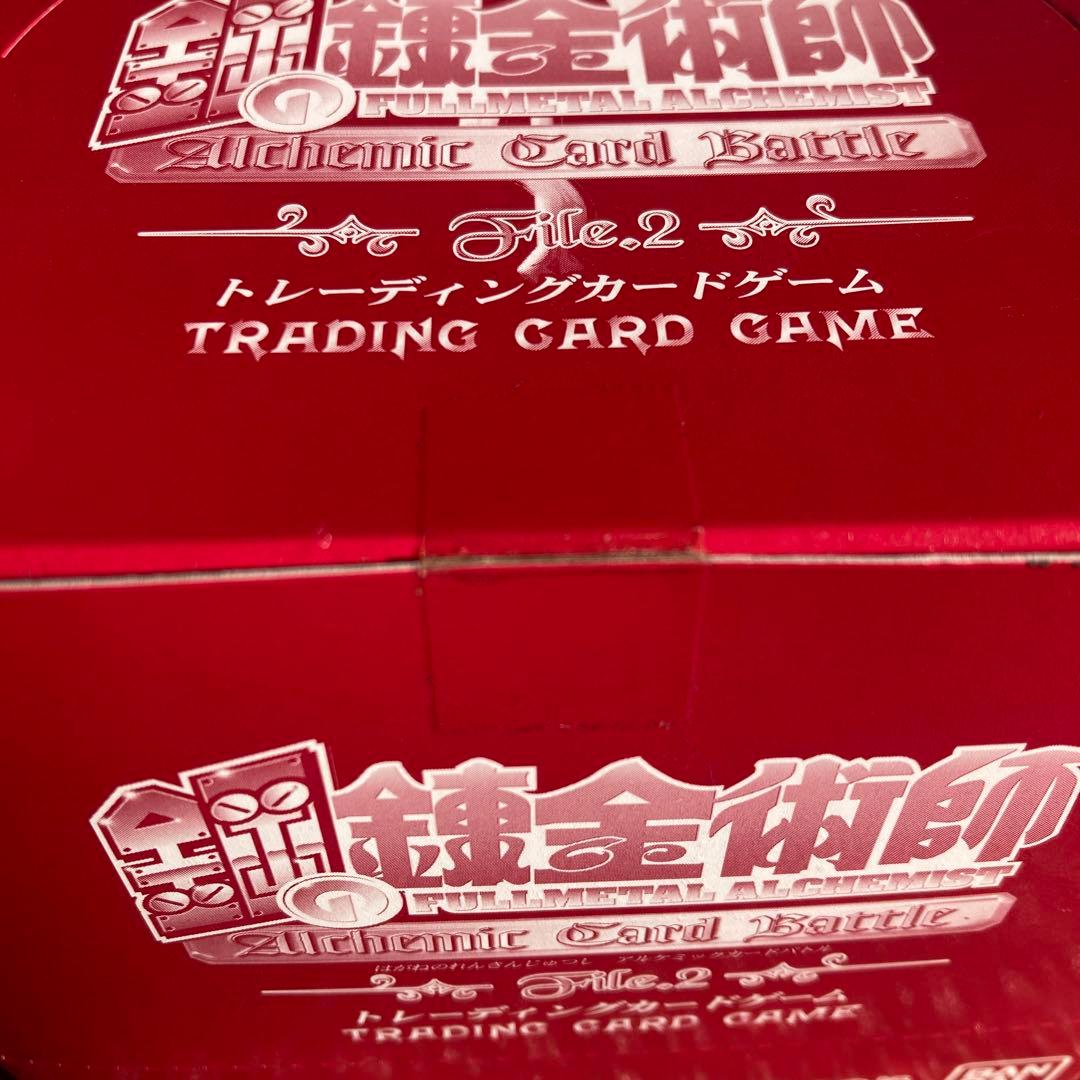 鋼の錬金術師
FULLMETAL ALCHEMIST
Alchemic Card Battle
File.2
トレーディングカードゲーム
TRADING CARD GAME
鋼の錬金術師
FULLMETAL ALCHEMIST
Alchemic Card Battle
はがねのれんきんじゅつし アルケミックカードバトル
File.2
トレーディングカードゲーム
TRADING CARD GAME
BAN